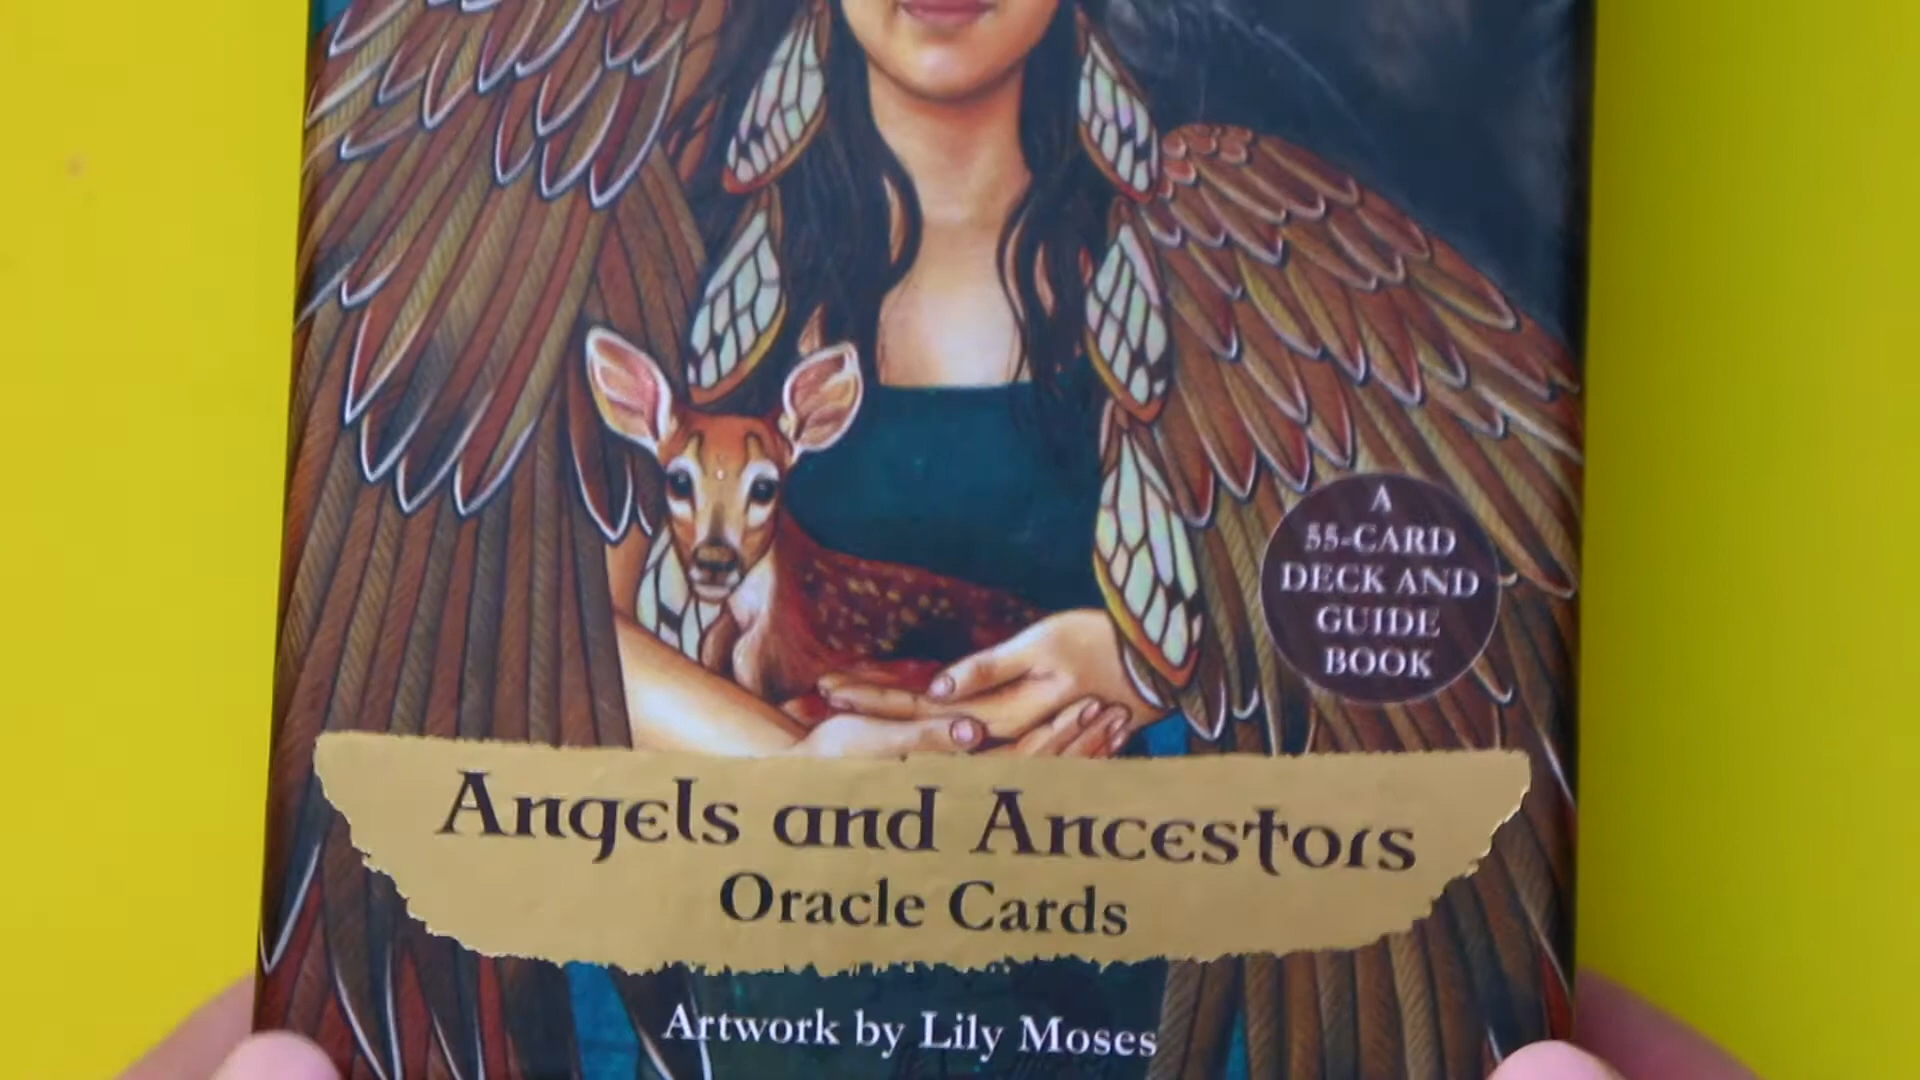 A
55-CARD
DECK AND
GUIDE
BOOK
Angels and Ancestors
Oracle Cards
Artwork by Lily Moses